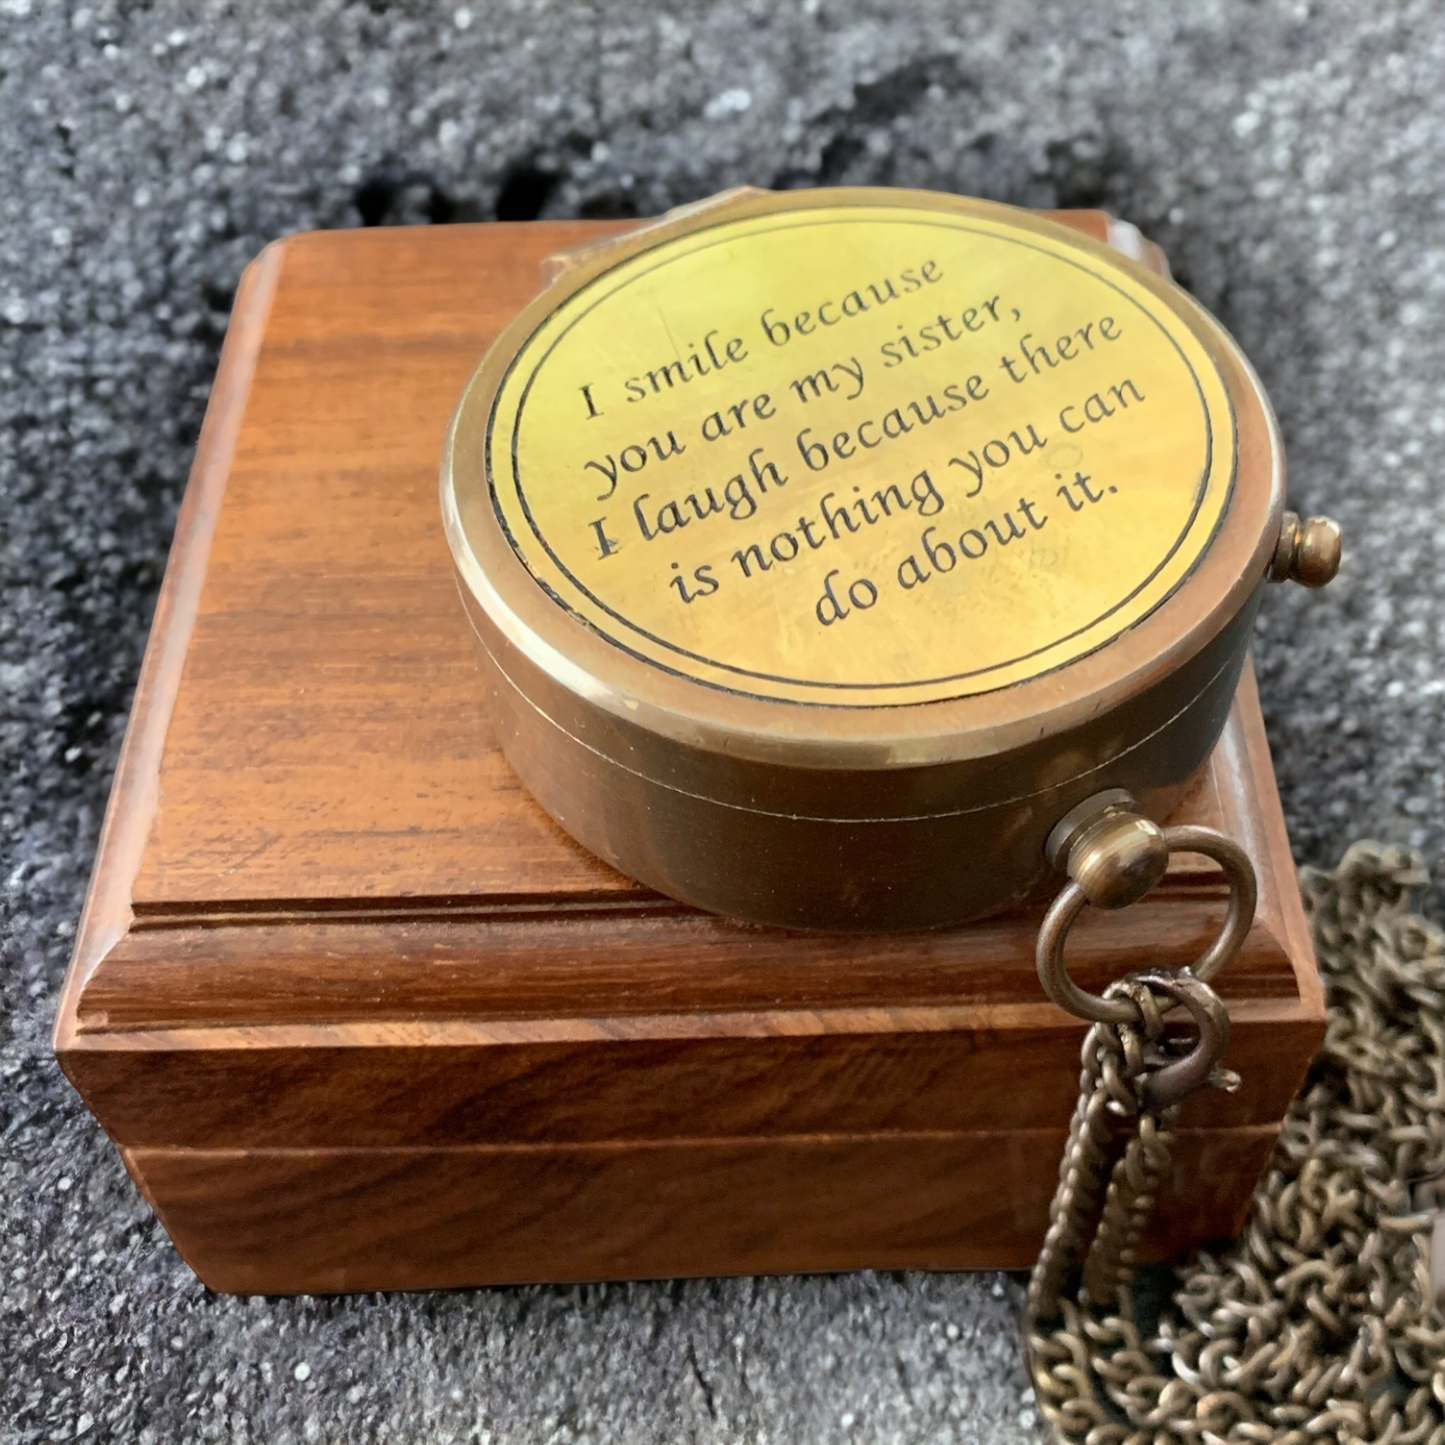 I smile because
you are my sister,
I laugh because there
is nothing you can
do about it.